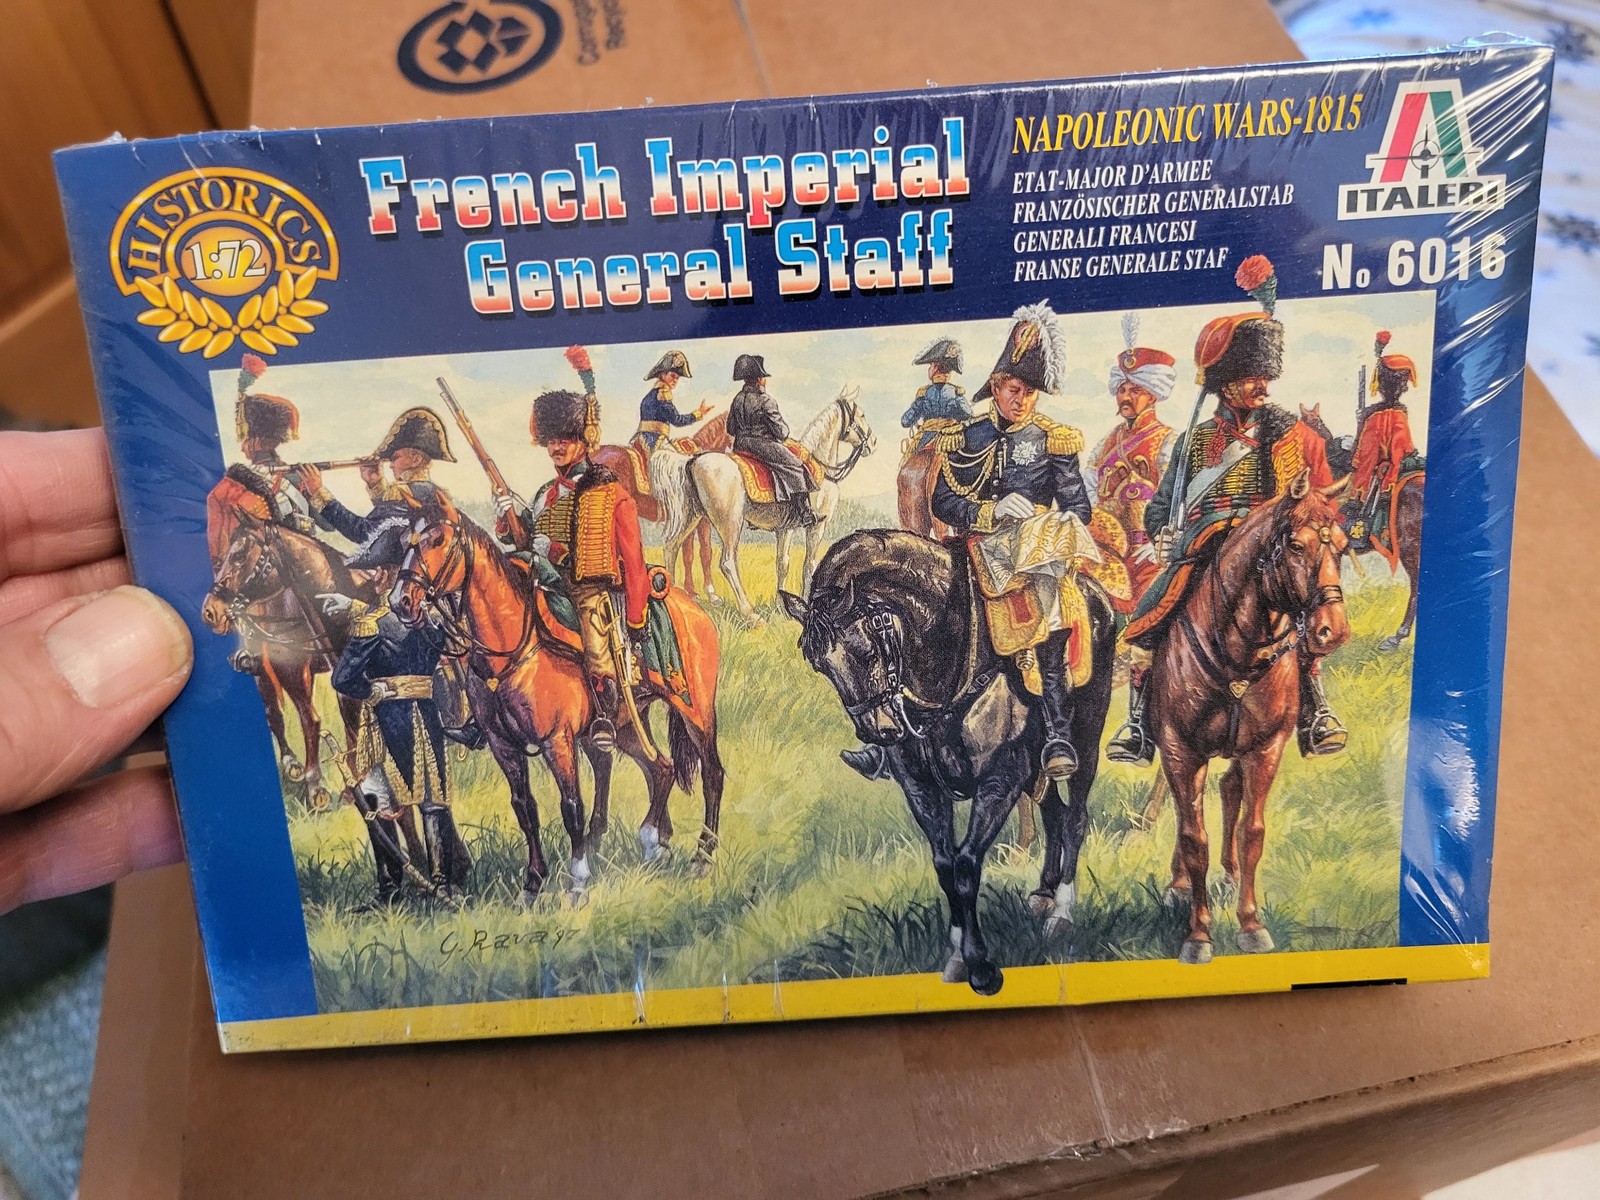 HISTORICS
1:72
French Imperial
General Staff
NAPOLEONIC WARS-1815
ETAT-MAJOR D'ARMEE
FRANZÖSISCHER GENERALSTAB
GENERALI FRANCESI
FRANSE GENERALE STAF
ITALERI
No 6016
G. Rava '97